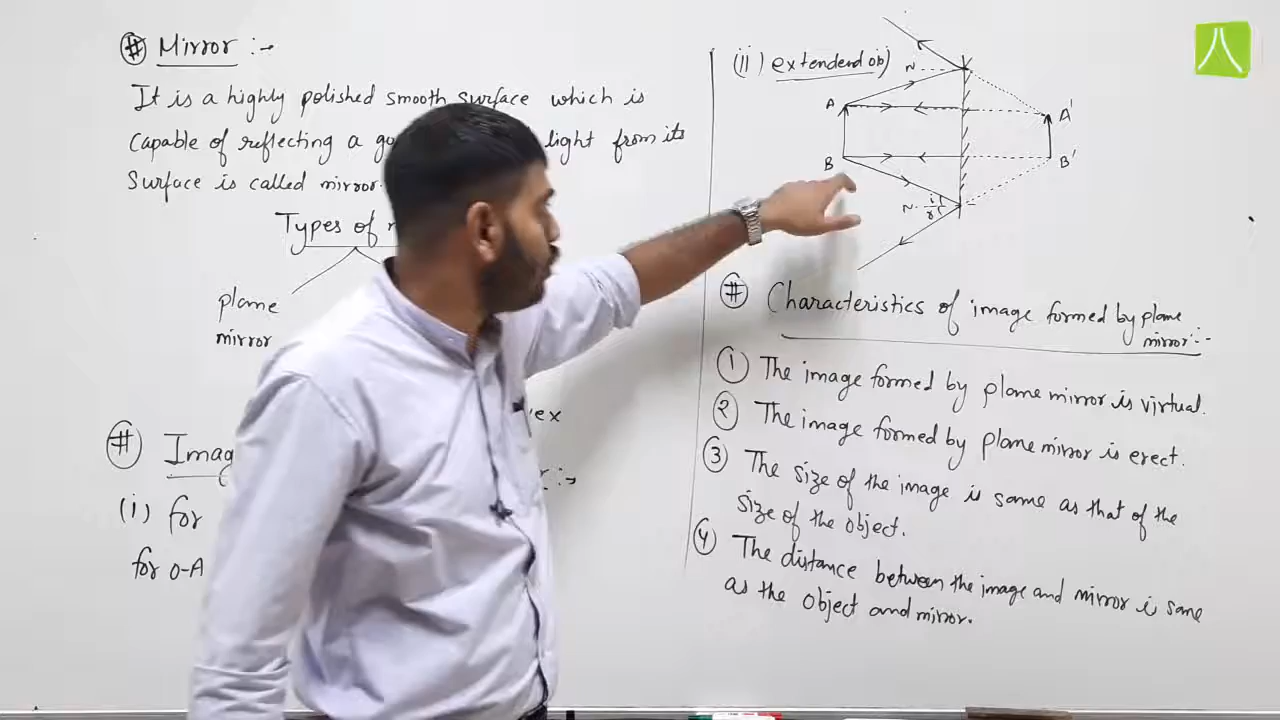 # Mirror :-
It is a highly polished smooth surface which is
Capable of reflecting a light from its
Surface is called mirror.
Types of
plane
mirror
ex
# Imag
(i) for
for O-A
(ii) extended obj
N
A
A'
B
B'
N i
r
# Characteristics of image formed by plane
mirror:-
① The image formed by plane mirror is virtual.
② The image formed by plane mirror is erect.
③ The size of the image is same as that of the
size of the object.
④ The distance between the image and mirror is same
as the object and mirror.